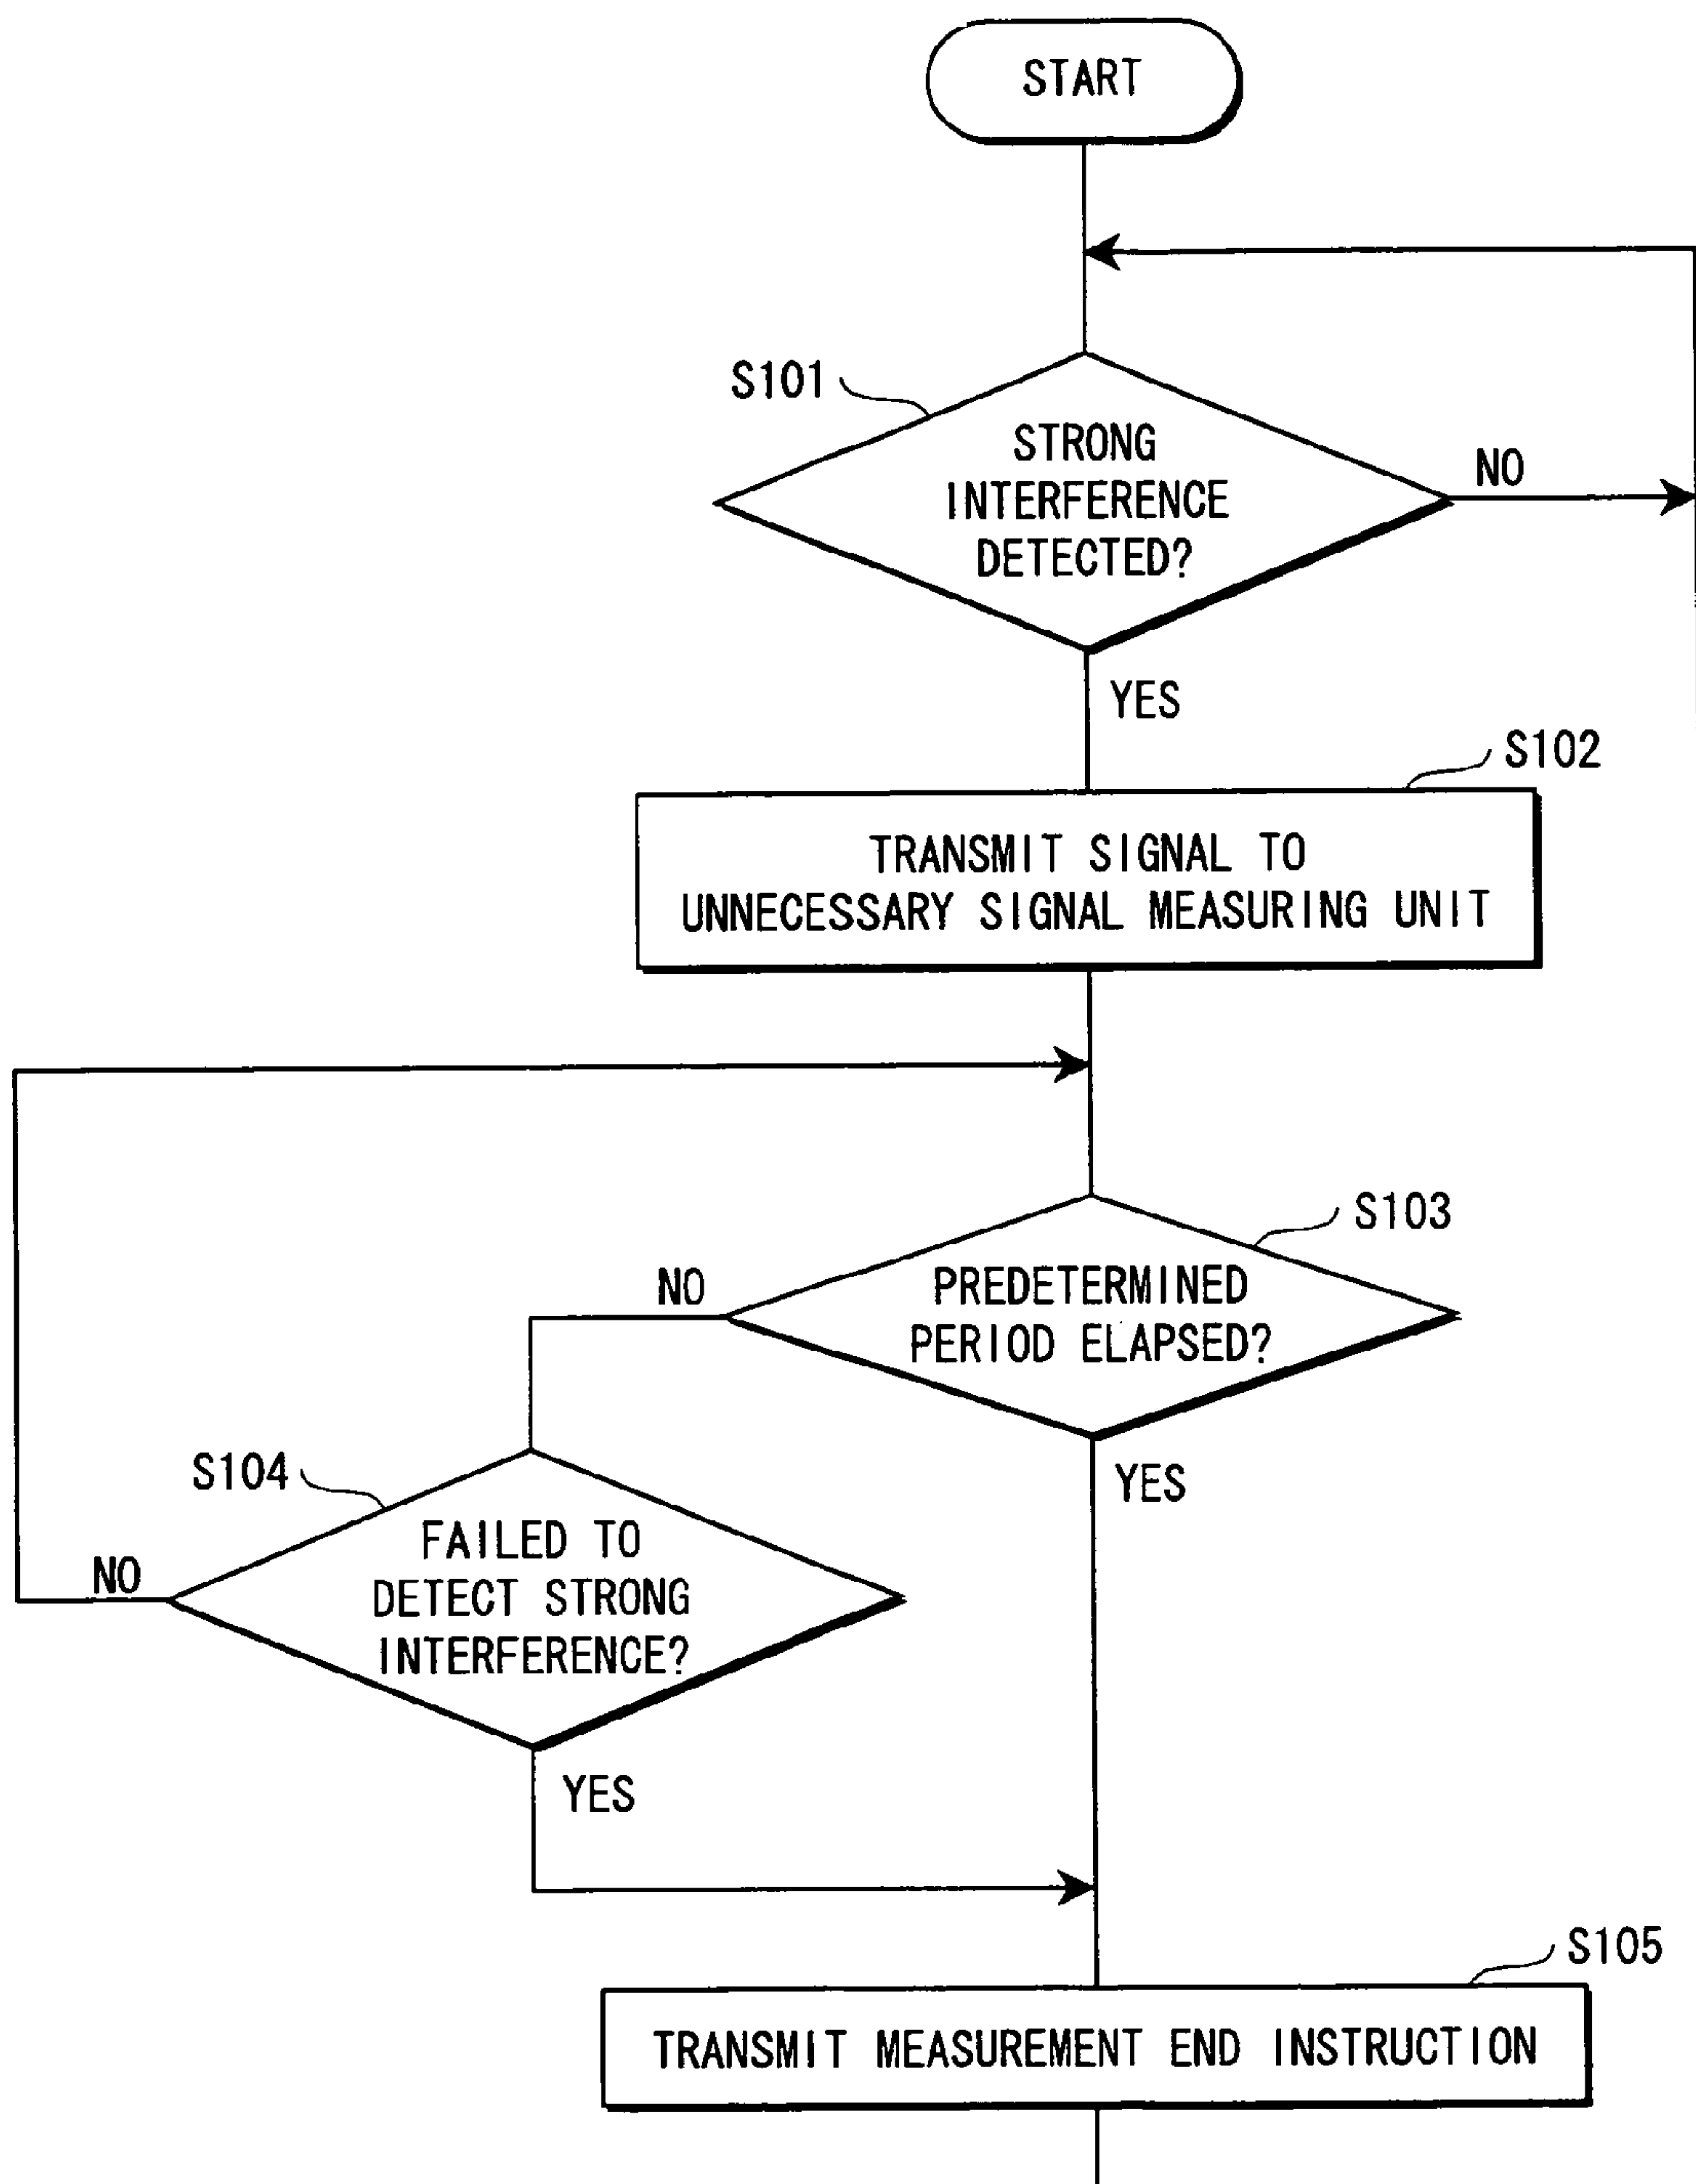 START
S101
STRONG
INTERFERENCE
DETECTED?
NO
YES
S102
TRANSMIT SIGNAL TO
UNNECESSARY SIGNAL MEASURING UNIT
S103
NO
PREDETERMINED
PERIOD ELAPSED?
YES
S104
NO
FAILED TO
DETECT STRONG
INTERFERENCE?
YES
S105
TRANSMIT MEASUREMENT END INSTRUCTION